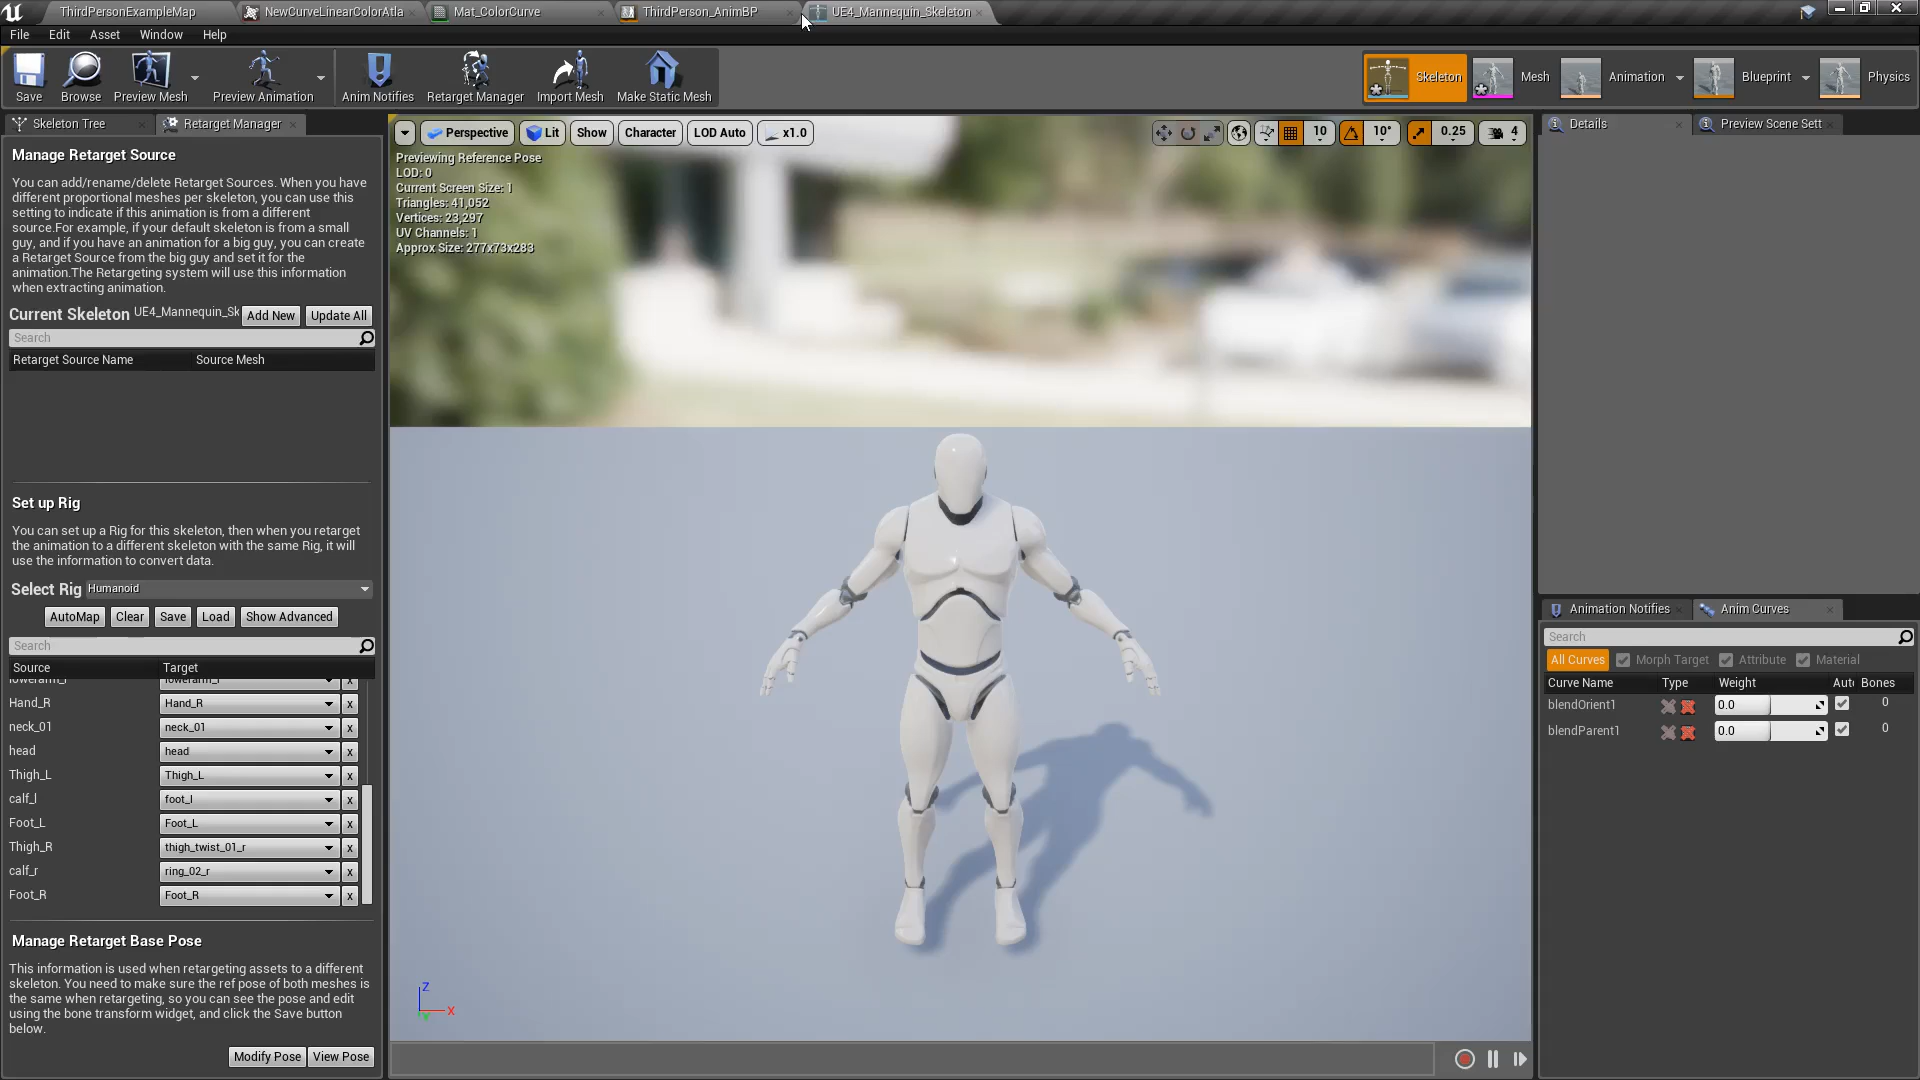 ThirdPersonExampleMap
NewCurveLinearColorAtla
Mat_ColorCurve
ThirdPerson_AnimBP
UE4_Mannequin_Skeleton
File Edit Asset Window Help
Save Browse Preview Mesh Preview Animation Anim Notifies Retarget Manager Import Mesh Make Static Mesh
Skeleton Mesh Animation Blueprint Physics
Skeleton Tree Retarget Manager
Manage Retarget Source
You can add/rename/delete Retarget Sources. When you have
different proportional meshes per skeleton, you can use this
setting to indicate if this animation is from a different
source.For example, if your default skeleton is from a small
guy, and if you have an animation for a big guy, you can create
a Retarget Source from the big guy and set it for the
animation.The Retargeting system will use this information
when extracting animation.
Current Skeleton UE4_Mannequin_Sk Add New Update All
Search
Retarget Source Name Source Mesh
Set up Rig
You can set up a Rig for this skeleton, then when you retarget
the animation to a different skeleton with the same Rig, it will
use the information to convert data.
Select Rig Humanoid
AutoMap Clear Save Load Show Advanced
Search
Source Target
lowerarm_r lowerarm_r x
Hand_R Hand_R x
neck_01 neck_01 x
head head x
Thigh_L Thigh_L x
calf_l foot_l x
Foot_L Foot_L x
Thigh_R thigh_twist_01_r x
calf_r ring_02_r x
Foot_R Foot_R x
Manage Retarget Base Pose
This information is used when retargeting assets to a different
skeleton. You need to make sure the ref pose of both meshes is
the same when retargeting, so you can see the pose and edit
using the bone transform widget, and click the Save button
below.
Modify Pose View Pose
Perspective Lit Show Character LOD Auto x1.0
10 10° 0.25 4
Previewing Reference Pose
LOD: 0
Current Screen Size: 1
Triangles: 41,052
Vertices: 23,297
UV Channels: 1
Approx Size: 277x73x283
Z
X
Y
Details Preview Scene Sett
Animation Notifies Anim Curves
Search
All Curves Morph Target Attribute Material
Curve Name Type Weight Aut Bones
blendOrient1 0.0 0
blendParent1 0.0 0